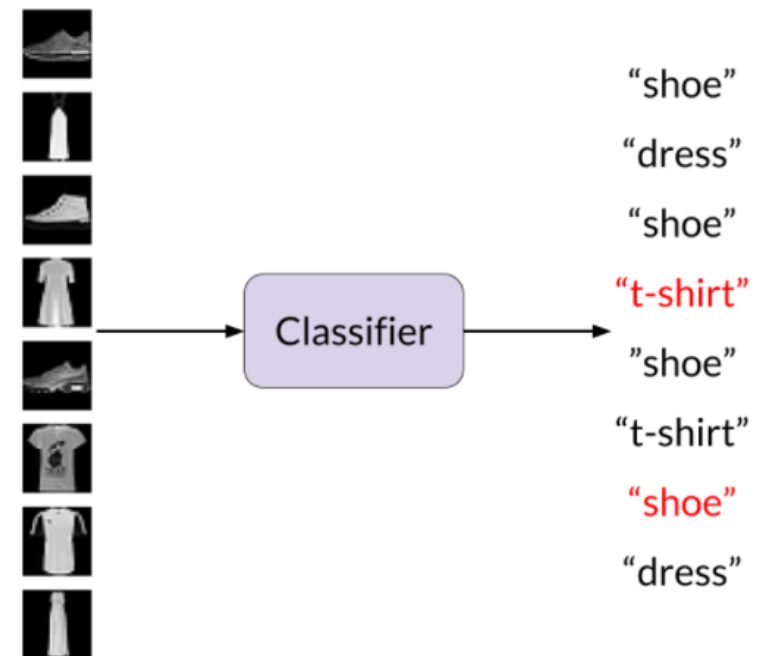 “shoe”
“dress”
“shoe”
“t-shirt”
Classifier
”shoe”
“t-shirt”
“shoe”
“dress”